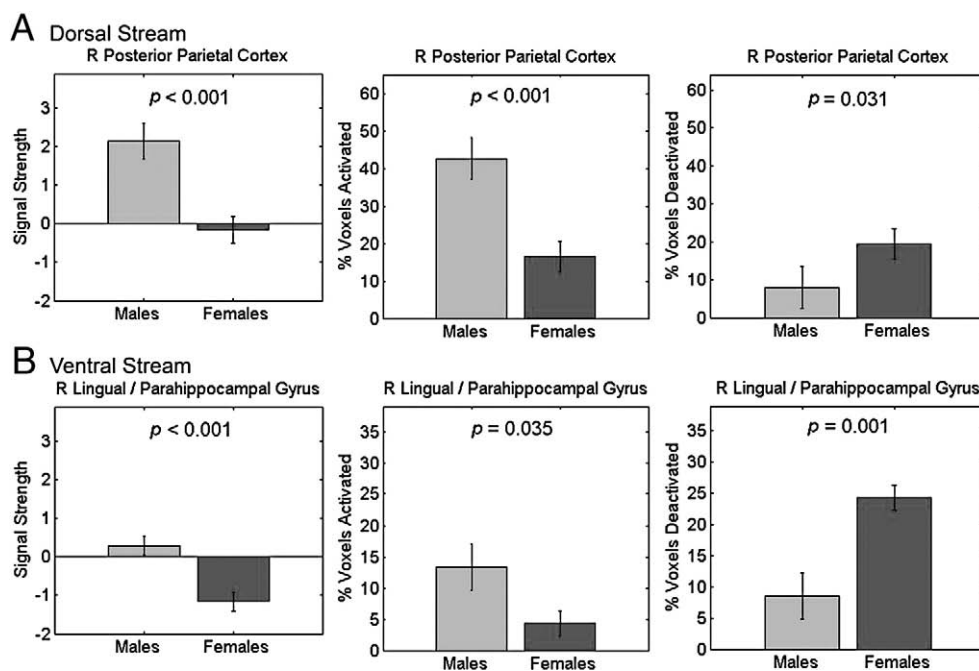 A Dorsal Stream
R Posterior Parietal Cortex
p < 0.001
Signal Strength
3
2
1
0
-1
-2
Males Females
R Posterior Parietal Cortex
p < 0.001
% Voxels Activated
60
50
40
30
20
10
0
Males Females
R Posterior Parietal Cortex
p = 0.031
% Voxels Deactivated
60
50
40
30
20
10
0
Males Females
B Ventral Stream
R Lingual / Parahippocampal Gyrus
p < 0.001
Signal Strength
3
2
1
0
-1
-2
Males Females
R Lingual / Parahippocampal Gyrus
p = 0.035
% Voxels Activated
35
30
25
20
15
10
5
0
Males Females
R Lingual / Parahippocampal Gyrus
p = 0.001
% Voxels Deactivated
35
30
25
20
15
10
5
0
Males Females